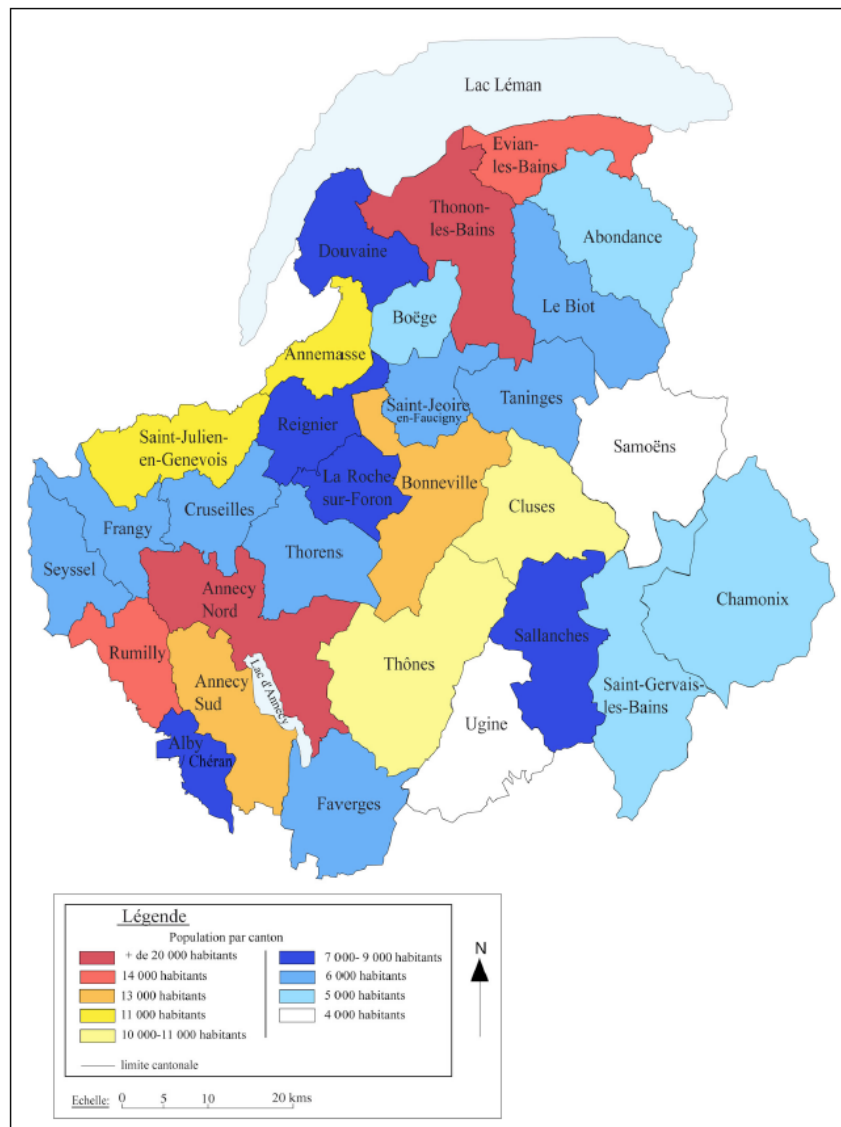 Lac Léman
Evian-
les-Bains
Thonon-
les-Bains
Abondance
Douvaine
Le Biot
Boëge
Annemasse
Saint-Jeoire
en-Faucigny
Taninges
Reignier
Saint-Julien-
en-Genevois
Samoëns
La Roche
sur-Foron
Bonneville
Cluses
Cruseilles
Frangy
Thorens
Seyssel
Annecy
Nord
Chamonix
Sallanches
Rumilly
Thônes
Annecy
Sud
Lac d'Annecy
Saint-Gervais-
les-Bains
Ugine
Alby
/ Chéran
Faverges
Légende
Population par canton
+ de 20 000 habitants
14 000 habitants
13 000 habitants
11 000 habitants
10 000-11 000 habitants
7 000- 9 000 habitants
6 000 habitants
5 000 habitants
4 000 habitants
limite cantonale
N
Echelle: 0 5 10 20 kms